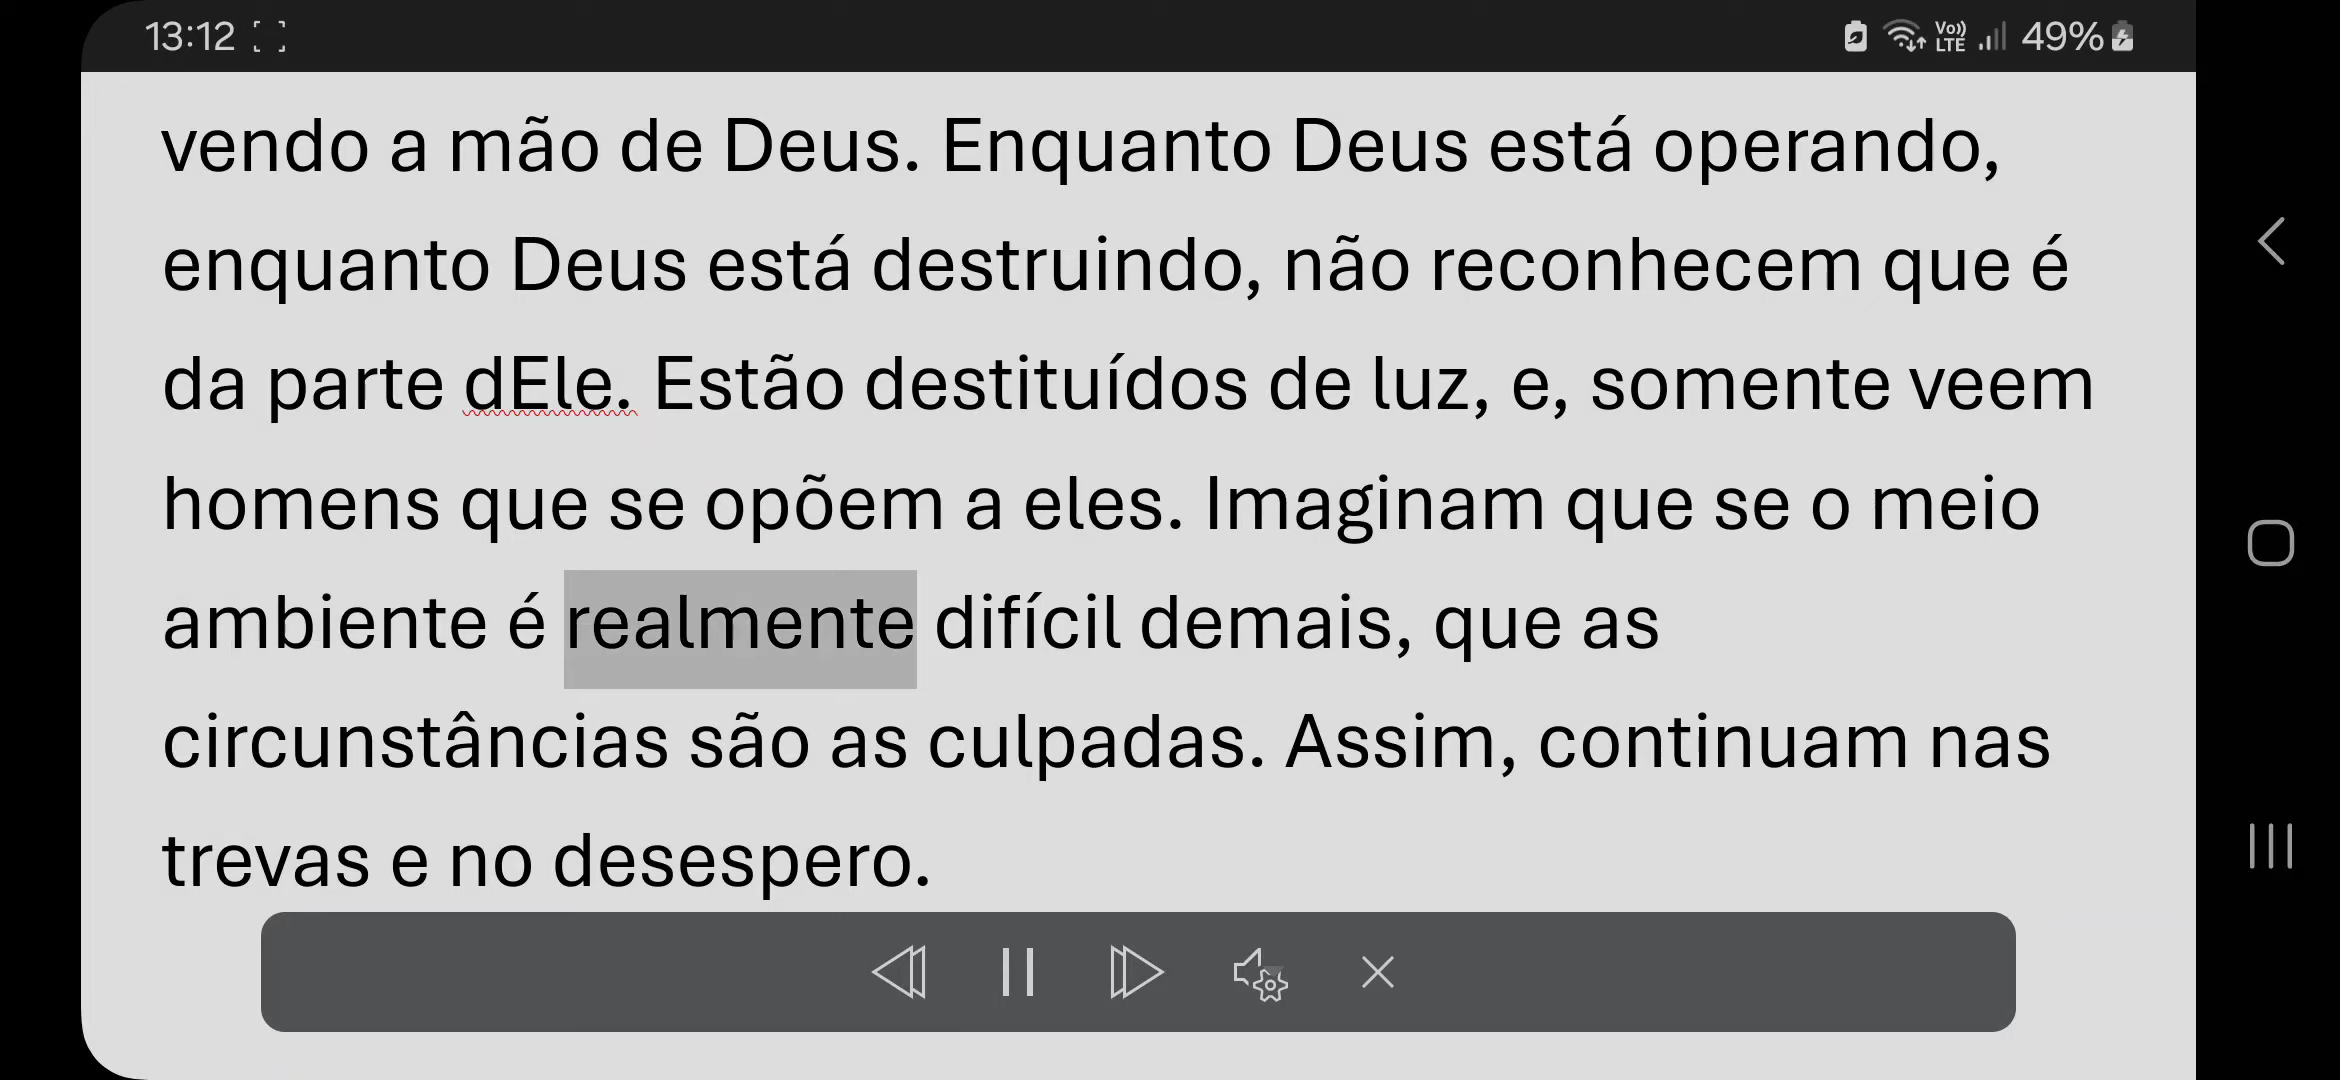 13:12
Vo)) LTE 49%
vendo a mão de Deus. Enquanto Deus está operando,
enquanto Deus está destruindo, não reconhecem que é
da parte dEle. Estão destituídos de luz, e, somente veem
homens que se opõem a eles. Imaginam que se o meio
ambiente é realmente difícil demais, que as
circunstâncias são as culpadas. Assim, continuam nas
trevas e no desespero.